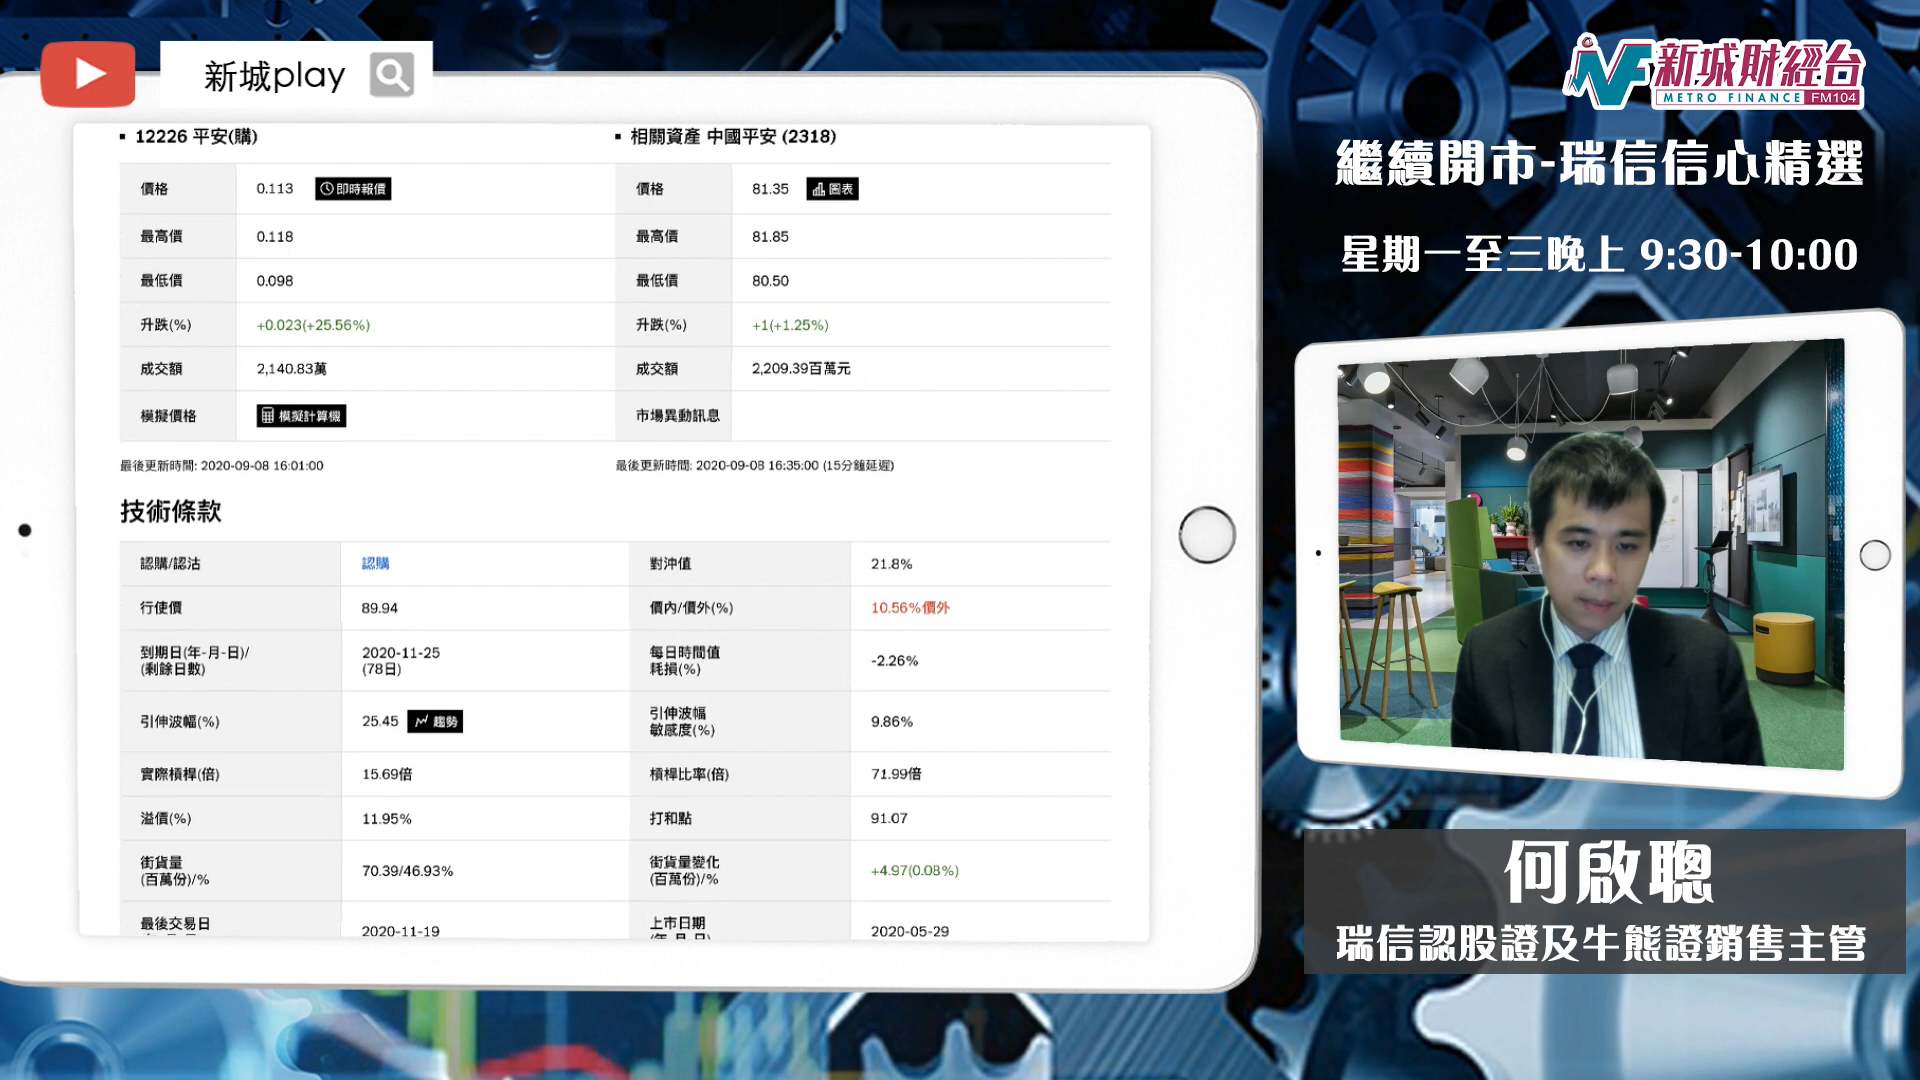 新城play
新城財經台
METRO FINANCE FM104
繼續開市-瑞信信心精選
星期一至三晚上 9:30-10:00
12226 平安(購)
價格 0.113 即時報價
最高價 0.118
最低價 0.098
升跌(%) +0.023(+25.56%)
成交額 2,140.83萬
模擬價格 模擬計算機
最後更新時間: 2020-09-08 16:01:00
相關資產 中國平安 (2318)
價格 81.35 圖表
最高價 81.85
最低價 80.50
升跌(%) +1(+1.25%)
成交額 2,209.39百萬元
市場異動訊息
最後更新時間: 2020-09-08 16:35:00 (15分鐘延遲)
技術條款
認購/認沽 認購 對沖值 21.8%
行使價 89.94 價內/價外(%) 10.56%價外
到期日(年-月-日)/
(剩餘日數)
2020-11-25
(78日)
每日時間值
耗損(%)
-2.26%
引伸波幅(%) 25.45 趨勢
引伸波幅
敏感度(%)
9.86%
實際槓桿(倍) 15.69倍 槓桿比率(倍) 71.99倍
溢價(%) 11.95% 打和點 91.07
街貨量
(百萬份)/%
70.39/46.93%
街貨量變化
(百萬份)/%
+4.97(0.08%)
最後交易日
2020-11-19
上市日期
2020-05-29
何啟聰
瑞信認股證及牛熊證銷售主管